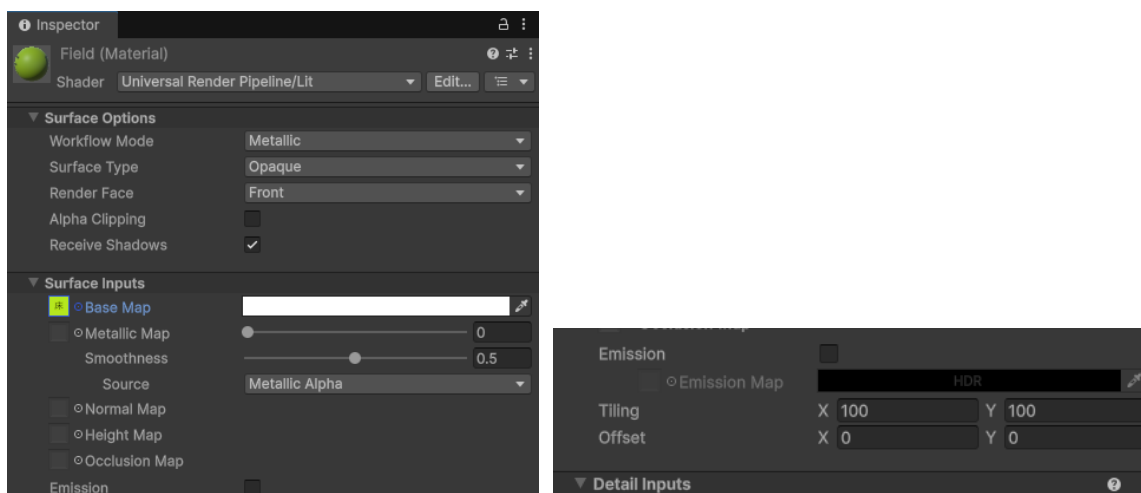 Inspector
Field (Material)
Shader Universal Render Pipeline/Lit Edit...
Surface Options
Workflow Mode Metallic
Surface Type Opaque
Render Face Front
Alpha Clipping
Receive Shadows
Surface Inputs
床 Base Map
Metallic Map 0
Smoothness 0.5
Source Metallic Alpha
Normal Map
Height Map
Occlusion Map
Emission
Emission
Emission Map HDR
Tiling X 100 Y 100
Offset X 0 Y 0
Detail Inputs